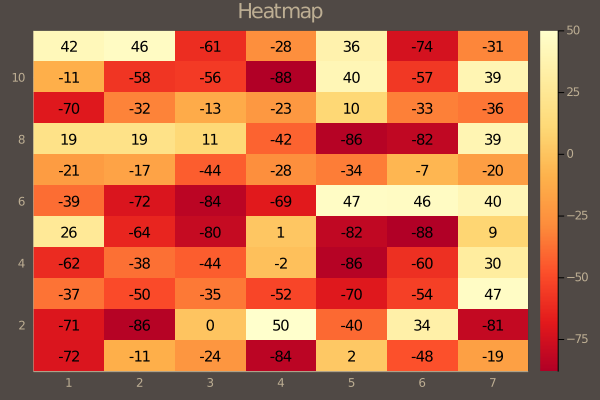 Heatmap
42 46 -61 -28 36 -74 -31
10 -11 -58 -56 -88 40 -57 39
-70 -32 -13 -23 10 -33 -36
8 19 19 11 -42 -86 -82 39
-21 -17 -44 -28 -34 -7 -20
6 -39 -72 -84 -69 47 46 40
26 -64 -80 1 -82 -88 9
4 -62 -38 -44 -2 -86 -60 30
-37 -50 -35 -52 -70 -54 47
2 -71 -86 0 50 -40 34 -81
-72 -11 -24 -84 2 -48 -19
1 2 3 4 5 6 7
50
25
0
−25
−50
−75